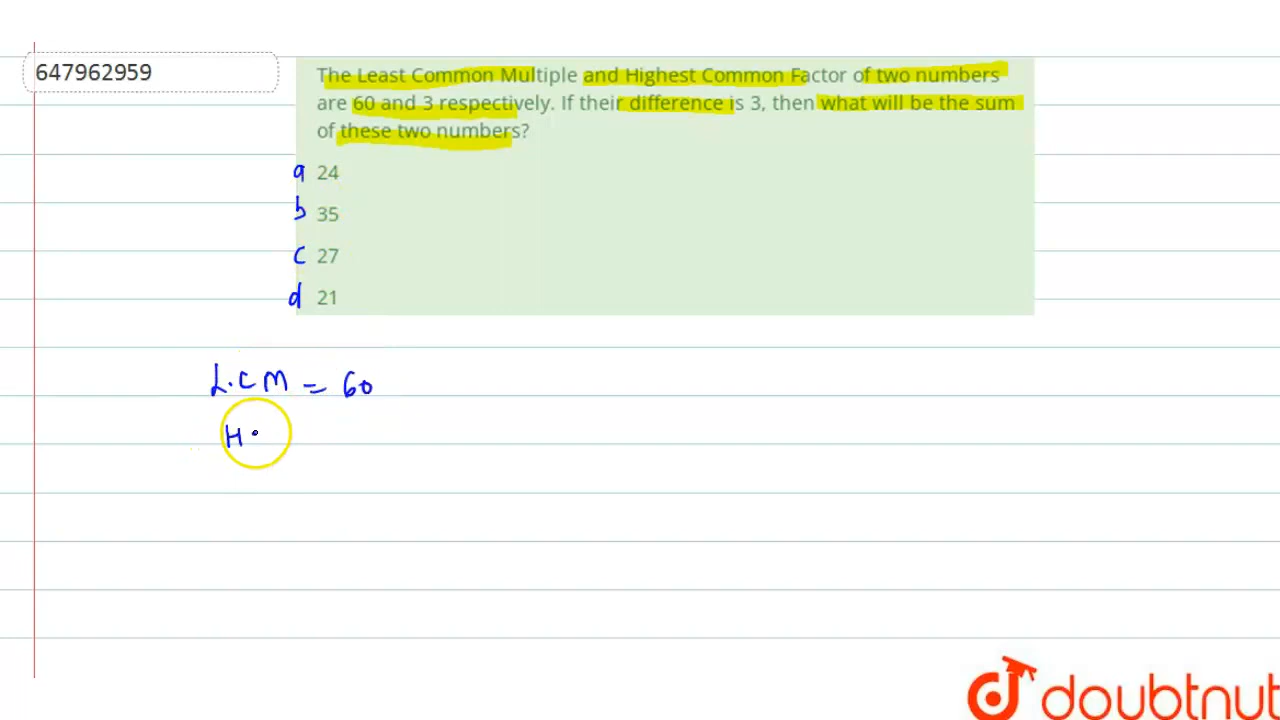 647962959
The Least Common Multiple and Highest Common Factor of two numbers
are 60 and 3 respectively. If their difference is 3, then what will be the sum
of these two numbers?
a 24
b 35
c 27
d 21
L.C M = 60
H.
doubtnut